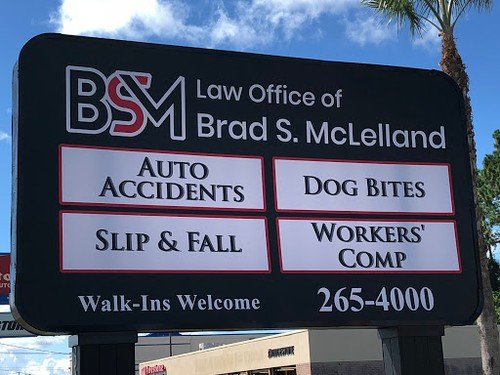 BSM
Law Office of
Brad S. McLelland
AUTO
ACCIDENTS
DOG BITES
SLIP & FALL
WORKERS'
COMP
Walk-Ins Welcome
265-4000